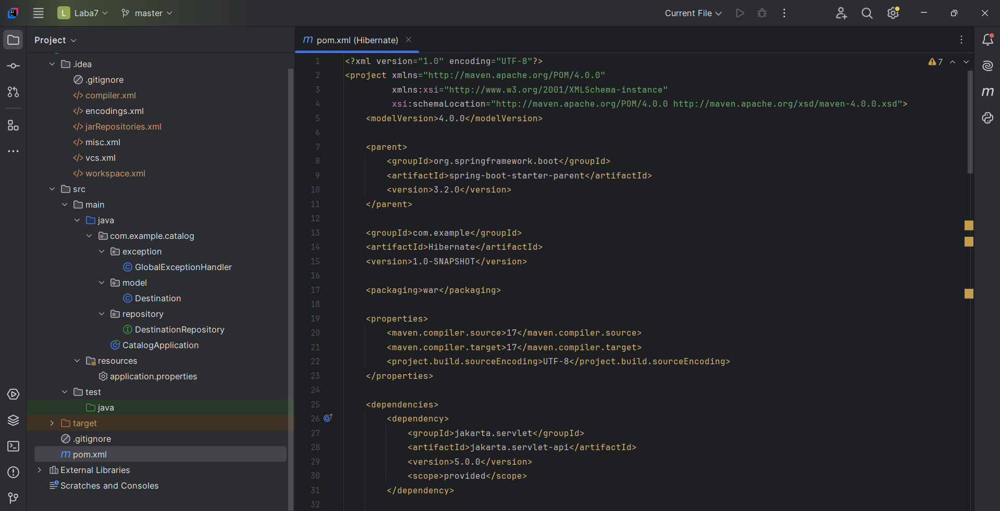 L Laba7 master Current File
Project
.idea
.gitignore
compiler.xml
encodings.xml
jarRepositories.xml
misc.xml
vcs.xml
workspace.xml
src
main
java
com.example.catalog
exception
GlobalExceptionHandler
model
Destination
repository
DestinationRepository
CatalogApplication
resources
application.properties
test
java
target
.gitignore
pom.xml
External Libraries
Scratches and Consoles
pom.xml (Hibernate)
7
1 <?xml version="1.0" encoding="UTF-8"?>
2 <project xmlns="http://maven.apache.org/POM/4.0.0"
3 xmlns:xsi="http://www.w3.org/2001/XMLSchema-instance"
4 xsi:schemaLocation="http://maven.apache.org/POM/4.0.0 http://maven.apache.org/xsd/maven-4.0.0.xsd">
5 <modelVersion>4.0.0</modelVersion>
6
7 <parent>
8 <groupId>org.springframework.boot</groupId>
9 <artifactId>spring-boot-starter-parent</artifactId>
10 <version>3.2.0</version>
11 </parent>
12
13 <groupId>com.example</groupId>
14 <artifactId>Hibernate</artifactId>
15 <version>1.0-SNAPSHOT</version>
16
17 <packaging>war</packaging>
18
19 <properties>
20 <maven.compiler.source>17</maven.compiler.source>
21 <maven.compiler.target>17</maven.compiler.target>
22 <project.build.sourceEncoding>UTF-8</project.build.sourceEncoding>
23 </properties>
24
25 <dependencies>
26 <dependency>
27 <groupId>jakarta.servlet</groupId>
28 <artifactId>jakarta.servlet-api</artifactId>
29 <version>5.0.0</version>
30 <scope>provided</scope>
31 </dependency>
32